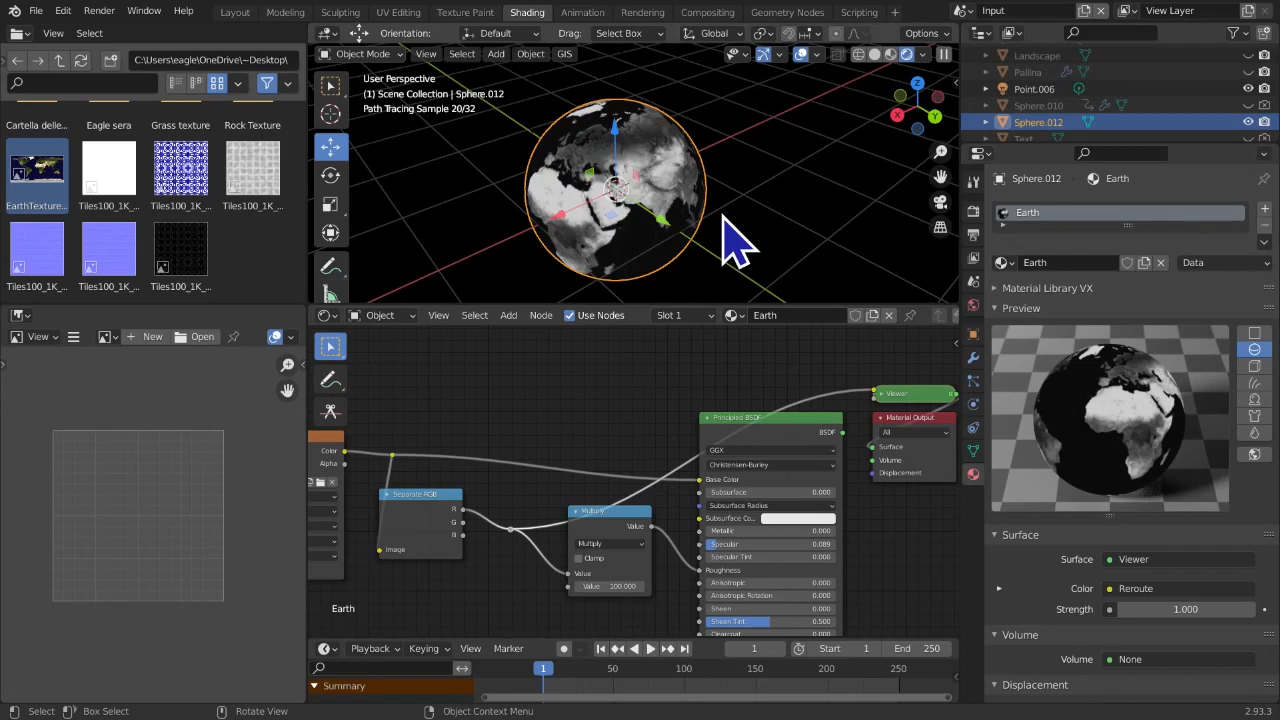 File Edit Render Window Help Layout Modeling Sculpting UV Editing Texture Paint Shading Animation Rendering Compositing Geometry Nodes Scripting + Input View Layer
View Select Orientation: Default Drag: Select Box Global Options
C:\Users\eagle\OneDrive\~Desktop\
Object Mode View Select Add Object GIS
User Perspective
(1) Scene Collection | Sphere.012
Path Tracing Sample 20/32
Z
X
Y
Landscape
Pallina
Point.006
Sphere.010
Sphere.012
Text
Cartella delle... Eagle sera Grass texture Rock Texture
EarthTexture... Tiles100_1K_... Tiles100_1K_... Tiles100_1K_...
Tiles100_1K_... Tiles100_1K_... Tiles100_1K_...
Sphere.012 Earth
Earth
Earth Data
Material Library VX
Preview
View New Open
Object View Select Add Node Use Nodes Slot 1 Earth
Color
Alpha
Separate RGB
R
G
B
Image
Multiply
Value
Multiply
Clamp
Value
Value 100.000
Principled BSDF
BSDF
GGX
Christensen-Burley
Base Color
Subsurface 0.000
Subsurface Radius
Subsurface Co...
Metallic 0.000
Specular 0.089
Specular Tint 0.000
Roughness
Anisotropic 0.000
Anisotropic Rotation 0.000
Sheen 0.000
Sheen Tint 0.500
Clearcoat 0.000
Viewer
Material Output
All
Surface
Volume
Displacement
Earth
Surface
Surface Viewer
Color Reroute
Strength 1.000
Volume
Volume None
Displacement
Playback Keying View Marker 1 Start 1 End 250
1 50 100 150 200 250
Summary
Select Box Select Rotate View Object Context Menu 2.93.3